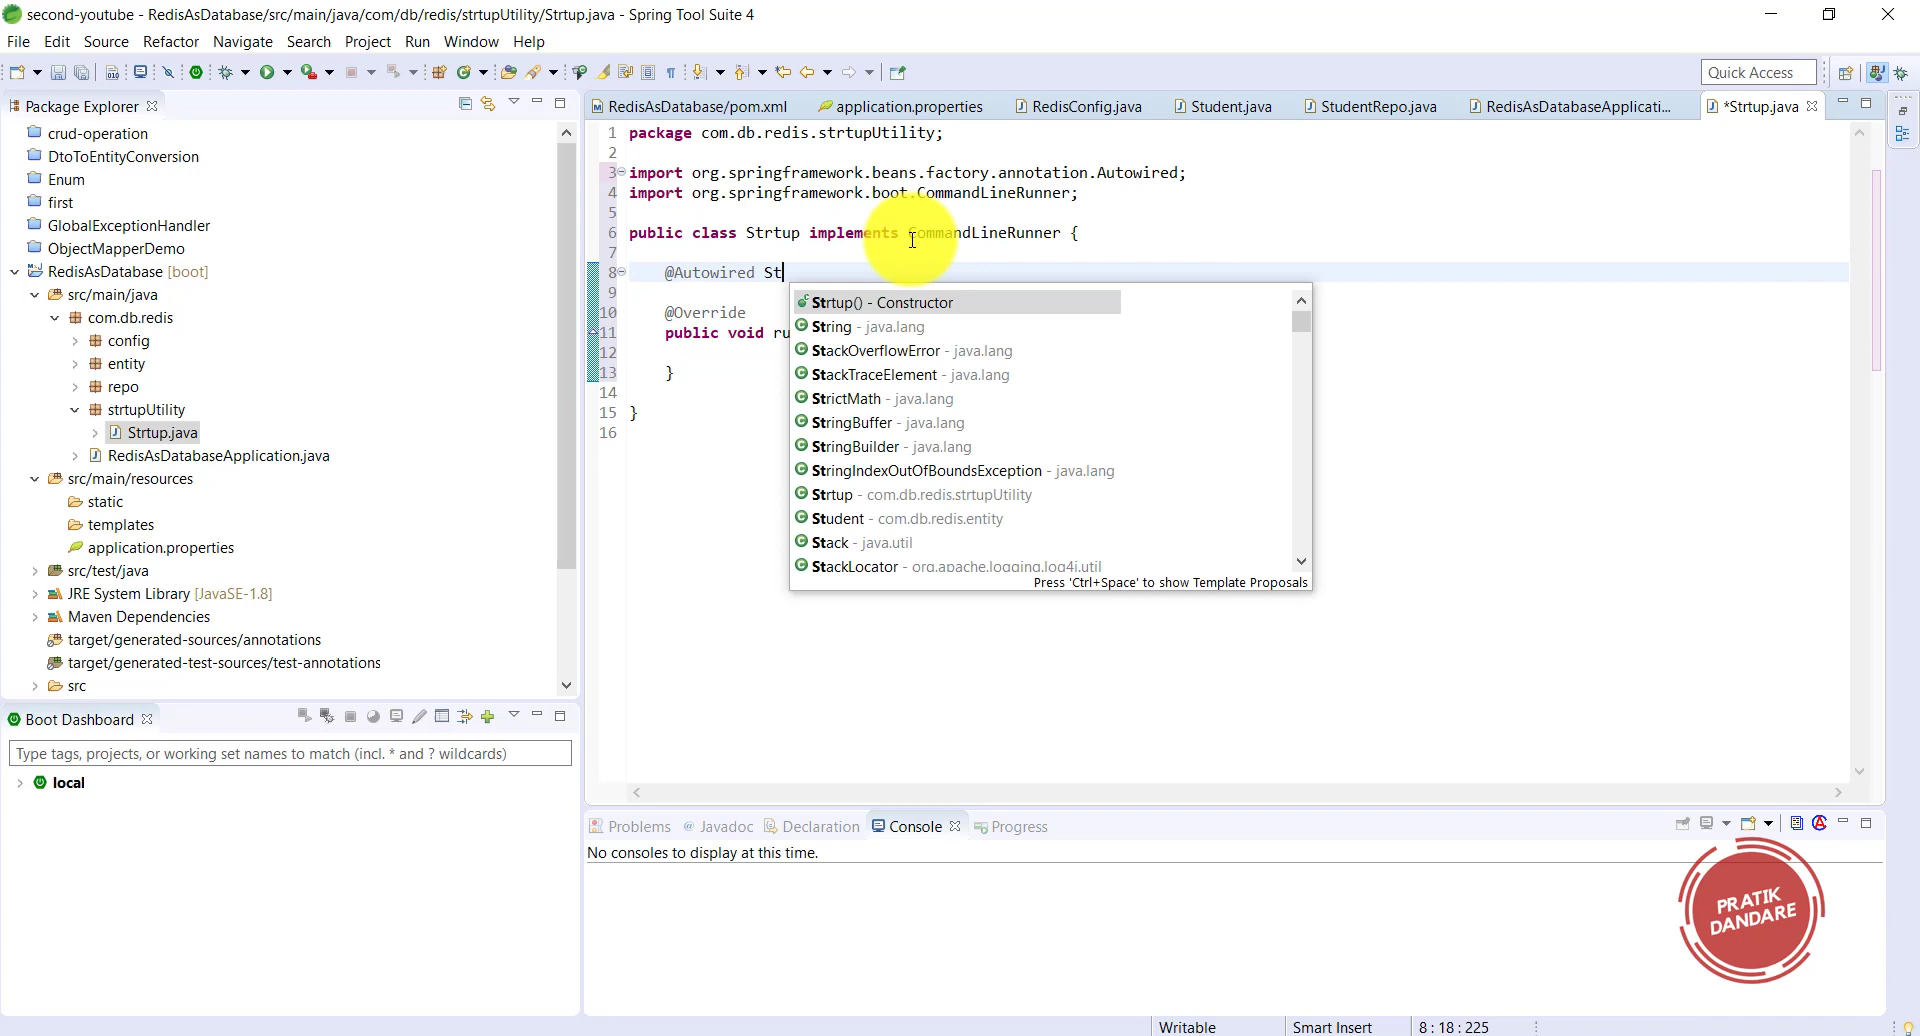 second-youtube - RedisAsDatabase/src/main/java/com/db/redis/strtupUtility/Strtup.java - Spring Tool Suite 4
File Edit Source Refactor Navigate Search Project Run Window Help
Quick Access
Package Explorer
crud-operation
DtoToEntityConversion
Enum
first
GlobalExceptionHandler
ObjectMapperDemo
RedisAsDatabase [boot]
src/main/java
com.db.redis
config
entity
repo
strtupUtility
Strtup.java
RedisAsDatabaseApplication.java
src/main/resources
static
templates
application.properties
src/test/java
JRE System Library [JavaSE-1.8]
Maven Dependencies
target/generated-sources/annotations
target/generated-test-sources/test-annotations
src
Boot Dashboard
Type tags, projects, or working set names to match (incl. * and ? wildcards)
local
RedisAsDatabase/pom.xml application.properties RedisConfig.java Student.java StudentRepo.java RedisAsDatabaseApplicati... *Strtup.java
1 package com.db.redis.strtupUtility;
2
3 import org.springframework.beans.factory.annotation.Autowired;
4 import org.springframework.boot.CommandLineRunner;
5
6 public class Strtup implements CommandLineRunner {
7
8 @Autowired St
9
10 @Override
11 public void ru
12
13 }
14
15 }
16
Strtup() - Constructor
String - java.lang
StackOverflowError - java.lang
StackTraceElement - java.lang
StrictMath - java.lang
StringBuffer - java.lang
StringBuilder - java.lang
StringIndexOutOfBoundsException - java.lang
Strtup - com.db.redis.strtupUtility
Student - com.db.redis.entity
Stack - java.util
StackLocator - org.apache.logging.log4j.util
Press 'Ctrl+Space' to show Template Proposals
Problems Javadoc Declaration Console Progress
No consoles to display at this time.
PRATIK
DANDARE
Writable Smart Insert 8 : 18 : 225